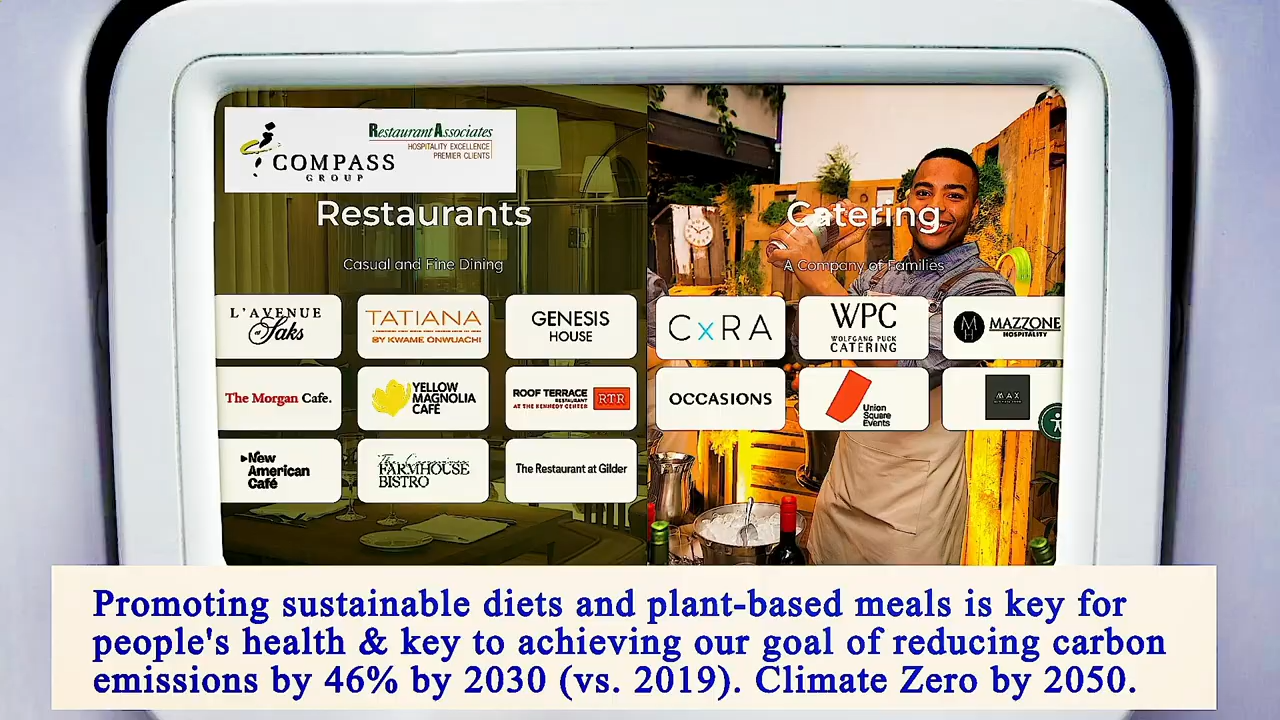 COMPASS
GROUP
Restaurant Associates
HOSPITALITY EXCELLENCE
PREMIER CLIENTS
Restaurants
Casual and Fine Dining
L'AVENUE
at Saks
TATIANA
BY KWAME ONWUACHI
GENESIS
HOUSE
The Morgan Cafe.
YELLOW
MAGNOLIA
CAFÉ
ROOF TERRACE
RESTAURANT
AT THE KENNEDY CENTER
RTR
New
American
Café
FARMHOUSE
BISTRO
The Restaurant at Gilder
Catering
A Company of Families
CxRA
WPC
WOLFGANG PUCK
CATERING
MH
MAZZONE
HOSPITALITY
OCCASIONS
Union
Square
Events
MAX
Promoting sustainable diets and plant-based meals is key for
people's health & key to achieving our goal of reducing carbon
emissions by 46% by 2030 (vs. 2019). Climate Zero by 2050.